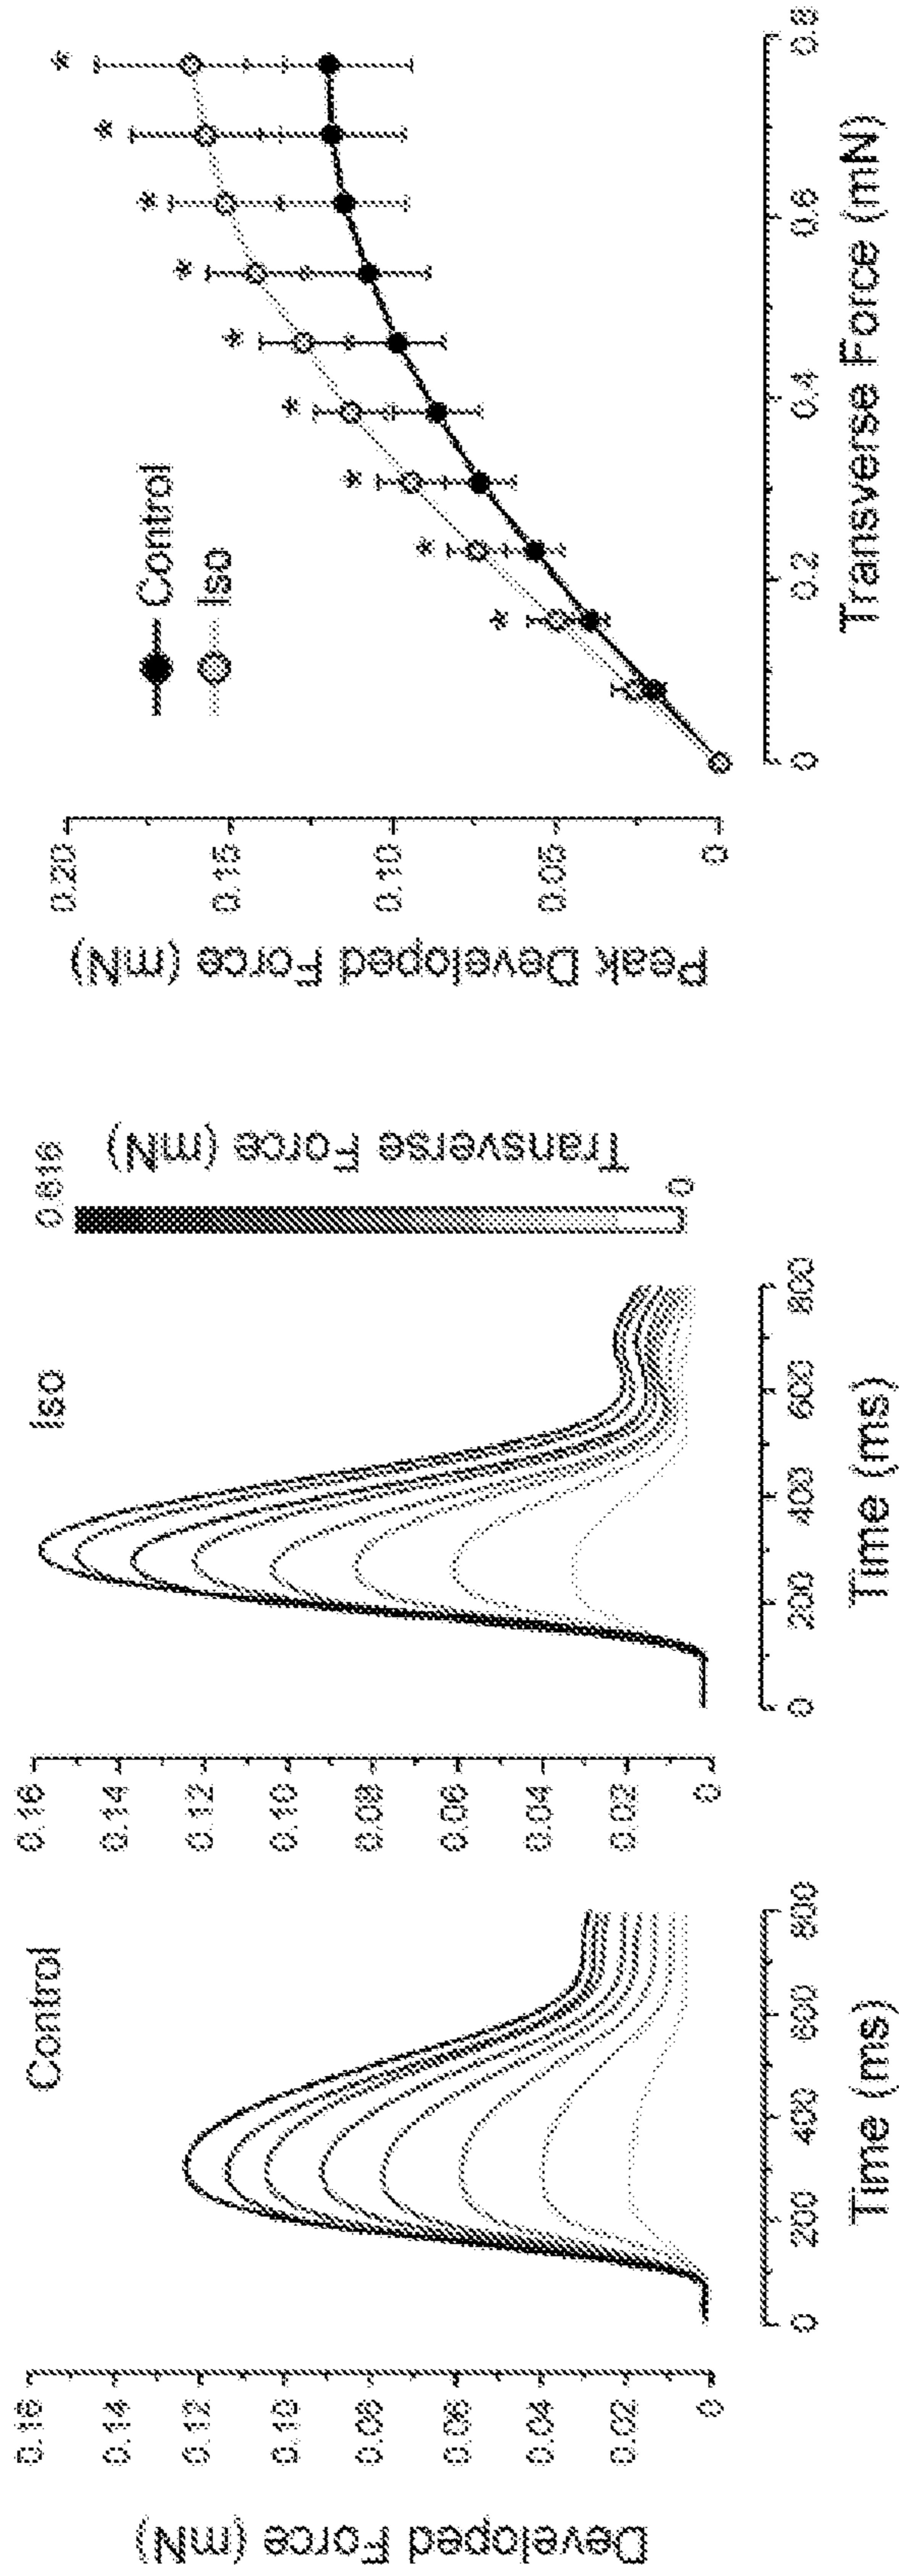 Control
Developed Force (mN)
0.16
0.14
0.12
0.10
0.08
0.06
0.04
0.02
0
0 200 400 600 800
Time (ms)
Iso
0.16
0.14
0.12
0.10
0.08
0.06
0.04
0.02
0
0 200 400 600 800
Time (ms)
0.616
0
Transverse Force (mN)
Peak Developed Force (mN)
0.20
0.15
0.10
0.05
0
Control
Iso
* * * * * * * * *
0 0.2 0.4 0.6 0.8
Transverse Force (mN)